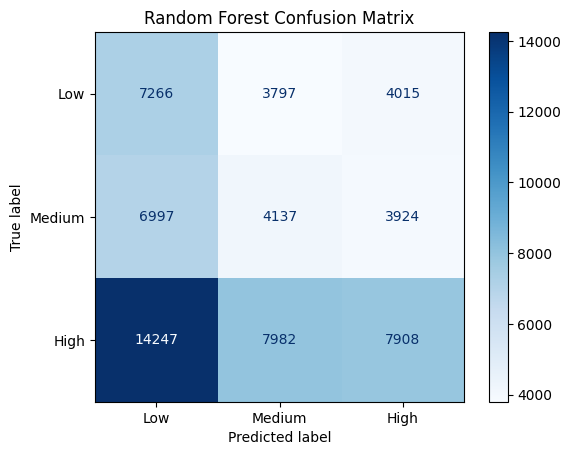 Random Forest Confusion Matrix
True label
Low
7266 3797 4015
Medium
6997 4137 3924
High
14247 7982 7908
Low Medium High
Predicted label
14000
12000
10000
8000
6000
4000